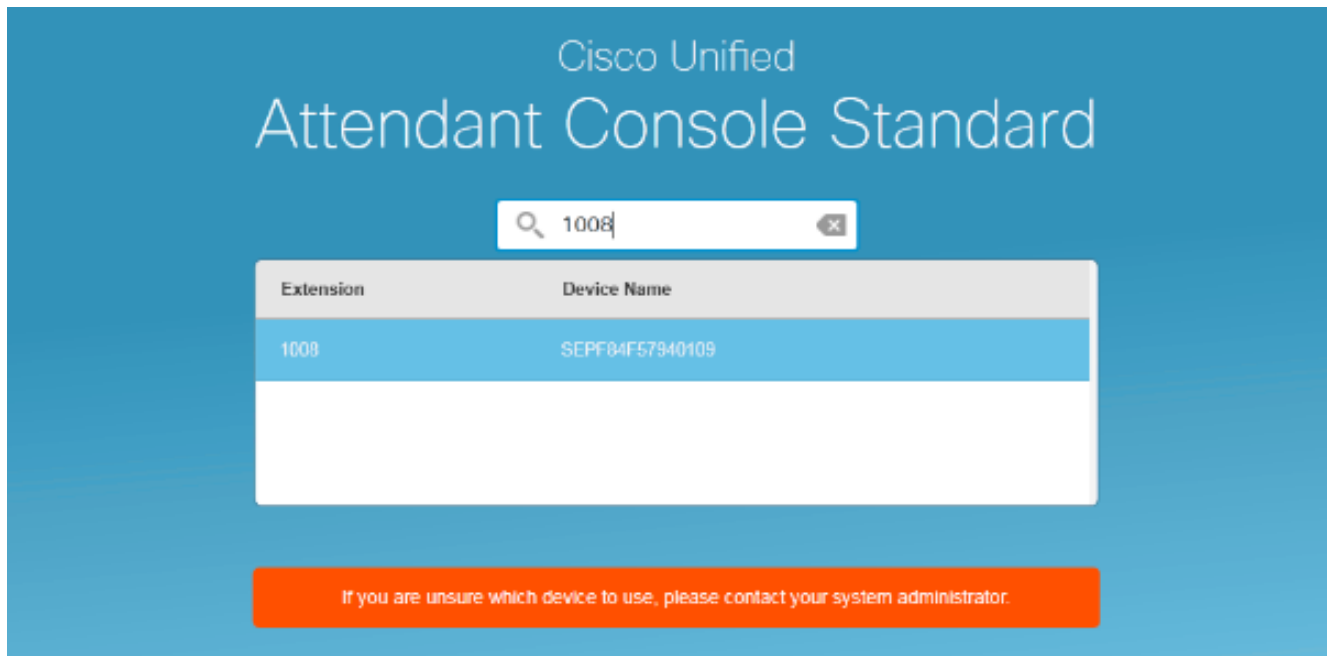 Cisco Unified
Attendant Console Standard
1008
Extension Device Name
1008 SEPF84F57940109
If you are unsure which device to use, please contact your system administrator.